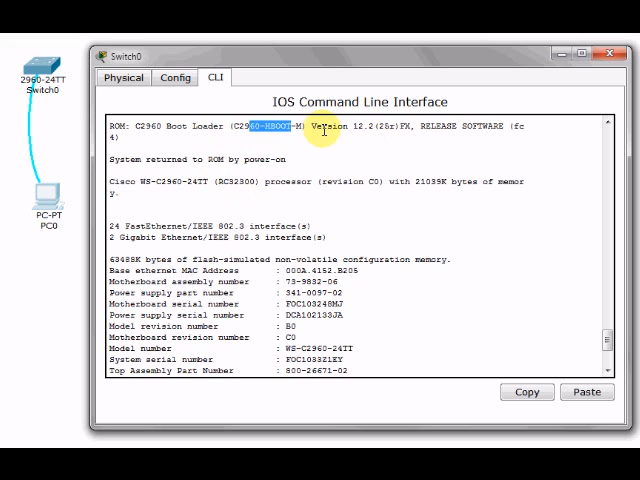 Switch0
2960-24TT
Switch0
PC-PT
PC0
Physical
Config
CLI
IOS Command Line Interface
ROM: C2960 Boot Loader (C2960-HBOOT-M) Version 12.2(25r)FX, RELEASE SOFTWARE (fc
4)
System returned to ROM by power-on
Cisco WS-C2960-24TT (RC32300) processor (revision C0) with 21039K bytes of memor
y.
24 FastEthernet/IEEE 802.3 interface(s)
2 Gigabit Ethernet/IEEE 802.3 interface(s)
63488K bytes of flash-simulated non-volatile configuration memory.
Base ethernet MAC Address : 000A.4152.B205
Motherboard assembly number : 73-9832-06
Power supply part number : 341-0097-02
Motherboard serial number : FOC103248MJ
Power supply serial number : DCA102133JA
Model revision number : B0
Motherboard revision number : C0
Model number : WS-C2960-24TT
System serial number : FOC1033Z1EY
Top Assembly Part Number : 800-26671-02
Copy
Paste